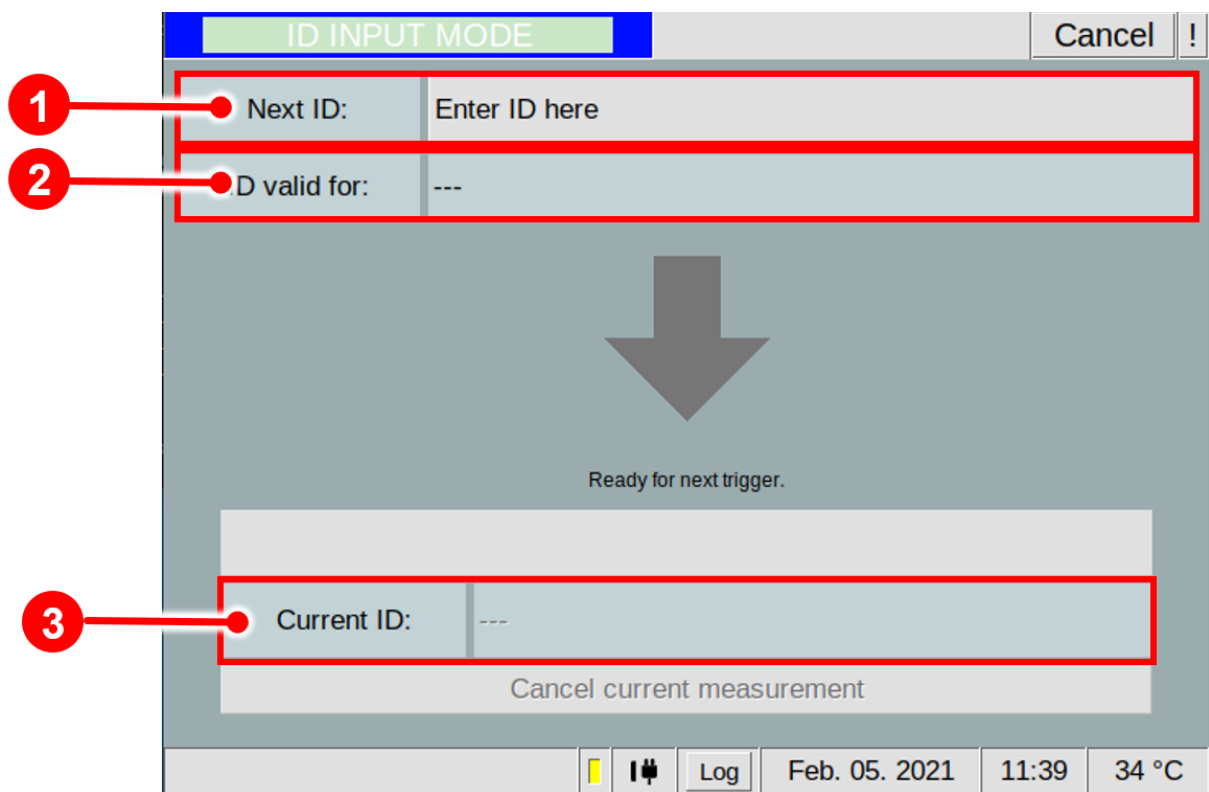 ID INPUT MODE Cancel !
1 Next ID: Enter ID here
2 ID valid for: ---
Ready for next trigger.
3 Current ID: ---
Cancel current measurement
Log Feb. 05. 2021 11:39 34 °C